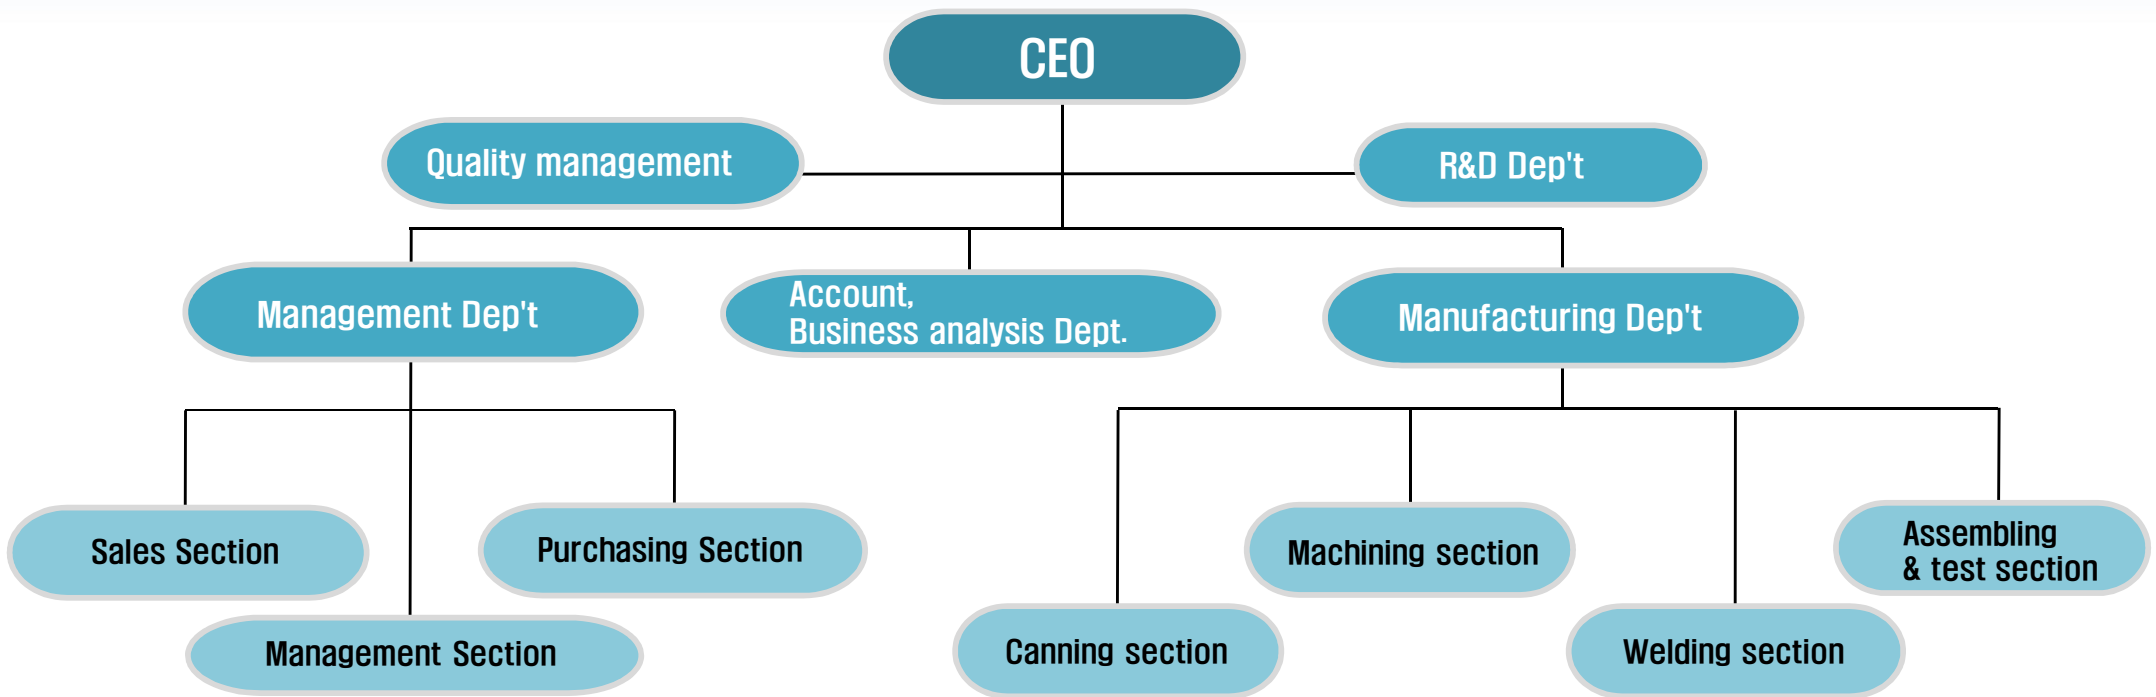 CEO
Quality management
R&D Dep't
Management Dep't
Account,
Business analysis Dept.
Manufacturing Dep't
Sales Section
Purchasing Section
Machining section
Assembling
& test section
Management Section
Canning section
Welding section